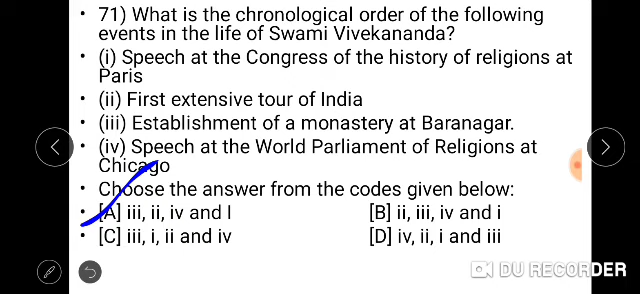 • 71) What is the chronological order of the following
events in the life of Swami Vivekananda?
• (i) Speech at the Congress of the history of religions at
Paris
• (ii) First extensive tour of India
• (iii) Establishment of a monastery at Baranagar.
• (iv) Speech at the World Parliament of Religions at
Chicago
• Choose the answer from the codes given below:
• [A] iii, ii, iv and I [B] ii, iii, iv and i
• [C] iii, i, ii and iv [D] iv, ii, i and iii
DU RECORDER